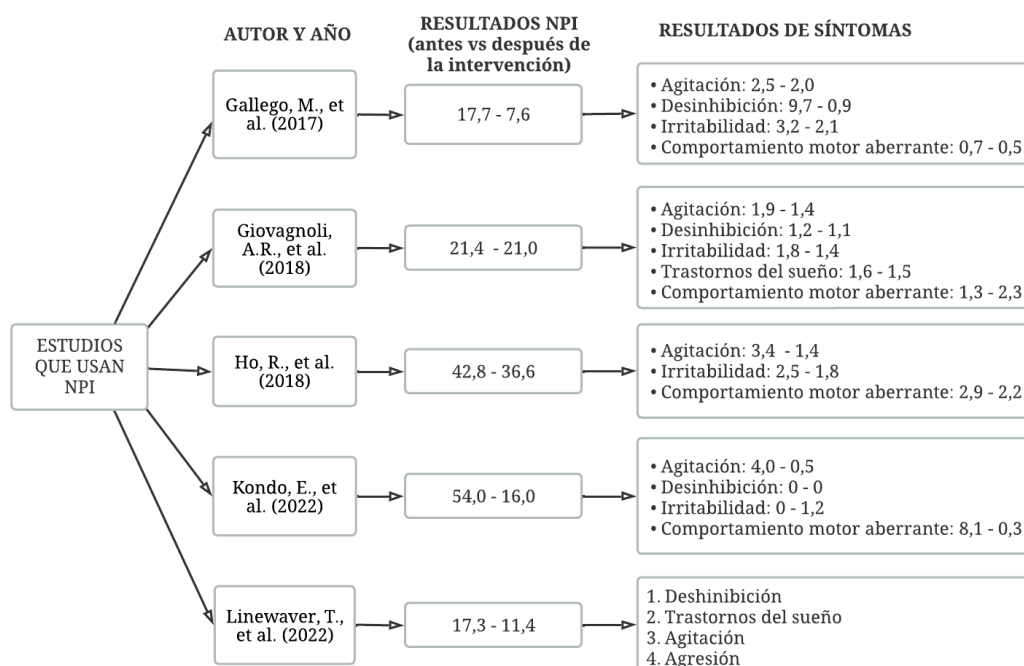 AUTOR Y AÑO
RESULTADOS NPI
(antes vs después de
la intervención)
RESULTADOS DE SÍNTOMAS
ESTUDIOS
QUE USAN
NPI
Gallego, M., et
al. (2017)
17,7 - 7,6
• Agitación: 2,5 - 2,0
• Desinhibición: 9,7 - 0,9
• Irritabilidad: 3,2 - 2,1
• Comportamiento motor aberrante: 0,7 - 0,5
Giovagnoli,
A.R., et al.
(2018)
21,4 - 21,0
• Agitación: 1,9 - 1,4
• Desinhibición: 1,2 - 1,1
• Irritabilidad: 1,8 - 1,4
• Trastornos del sueño: 1,6 - 1,5
• Comportamiento motor aberrante: 1,3 - 2,3
Ho, R., et al.
(2018)
42,8 - 36,6
• Agitación: 3,4 - 1,4
• Irritabilidad: 2,5 - 1,8
• Comportamiento motor aberrante: 2,9 - 2,2
Kondo, E., et
al. (2022)
54,0 - 16,0
• Agitación: 4,0 - 0,5
• Desinhibición: 0 - 0
• Irritabilidad: 0 - 1,2
• Comportamiento motor aberrante: 8,1 - 0,3
Linewaver, T.,
et al. (2022)
17,3 - 11,4
1. Deshinibición
2. Trastornos del sueño
3. Agitación
4. Agresión